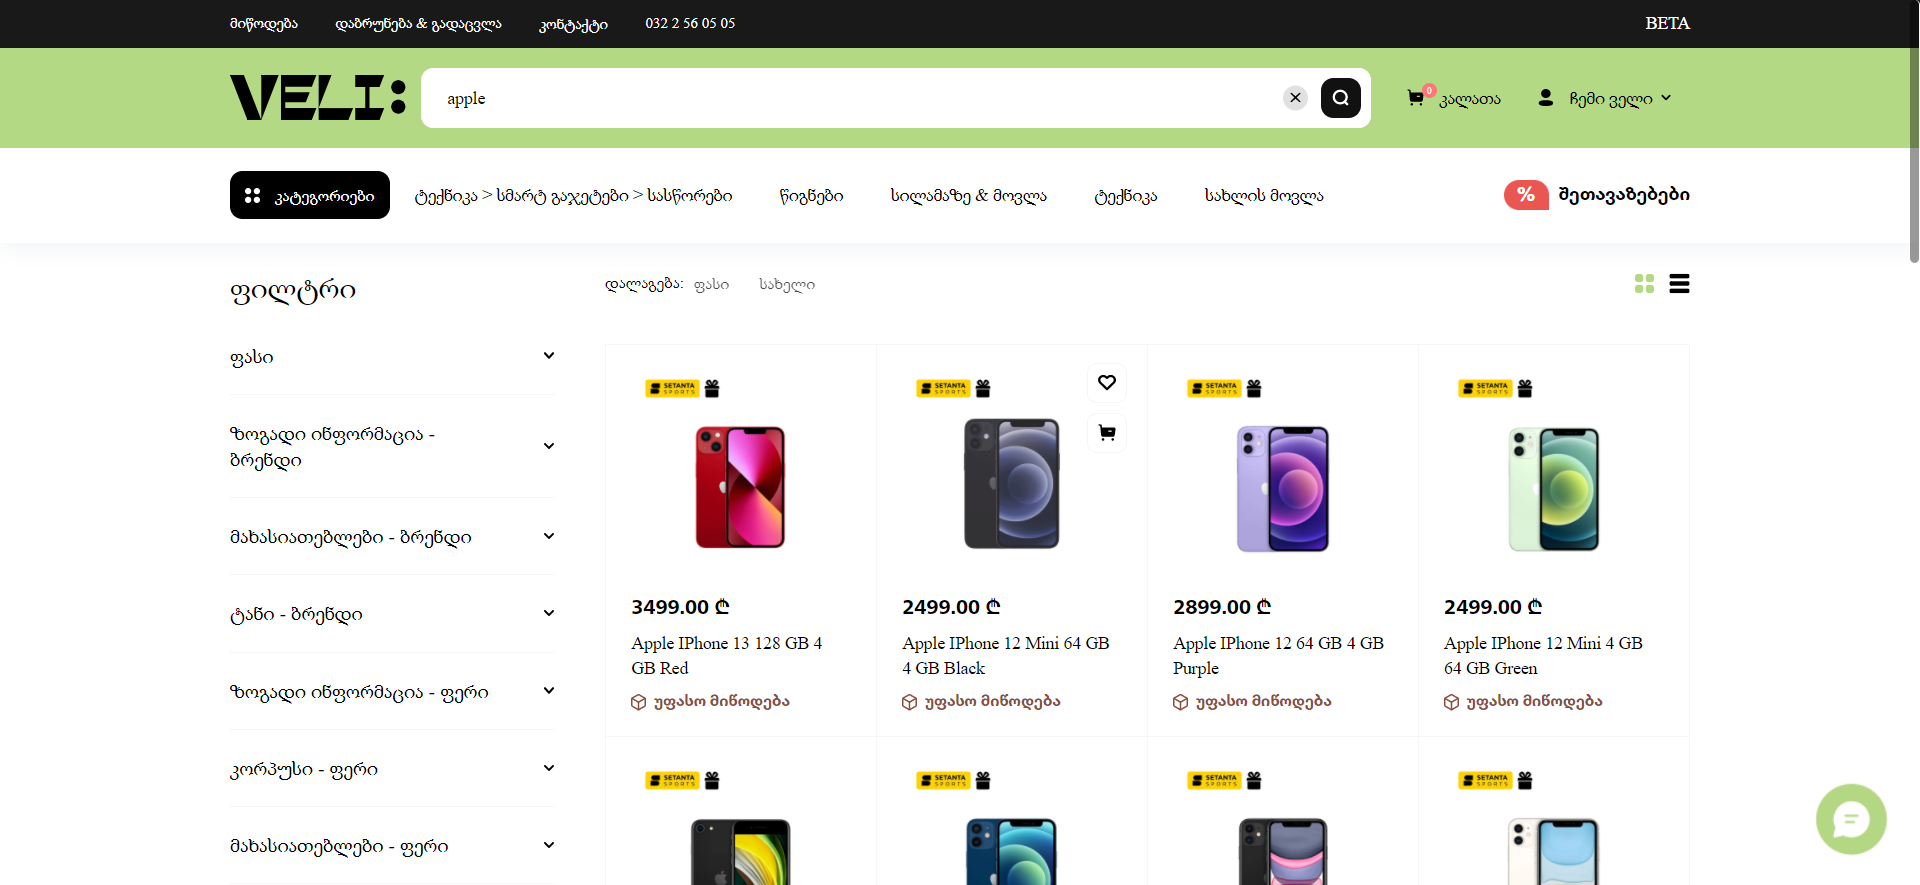 მიწოდება
დაბრუნება & გადაცვლა
კონტაქტი
032 2 56 05 05
BETA
VELI:
apple
0
კალათა
ჩემი ველი
კატეგორიები
ტექნიკა > სმარტ გაჯეტები > სასწორები
წიგნები
სილამაზე & მოვლა
ტექნიკა
სახლის მოვლა
%
შეთავაზებები
ფილტრი
ფასი
ზოგადი ინფორმაცია -
ბრენდი
მახასიათებლები - ბრენდი
ტანი - ბრენდი
ზოგადი ინფორმაცია - ფერი
კორპუსი - ფერი
მახასიათებლები - ფერი
დალაგება:
ფასი
სახელი
SETANTA
SPORTS
3499.00 ₾
Apple IPhone 13 128 GB 4
GB Red
უფასო მიწოდება
SETANTA
SPORTS
2499.00 ₾
Apple IPhone 12 Mini 64 GB
4 GB Black
უფასო მიწოდება
SETANTA
SPORTS
2899.00 ₾
Apple IPhone 12 64 GB 4 GB
Purple
უფასო მიწოდება
SETANTA
SPORTS
2499.00 ₾
Apple IPhone 12 Mini 4 GB
64 GB Green
უფასო მიწოდება
SETANTA
SPORTS
SETANTA
SPORTS
SETANTA
SPORTS
SETANTA
SPORTS